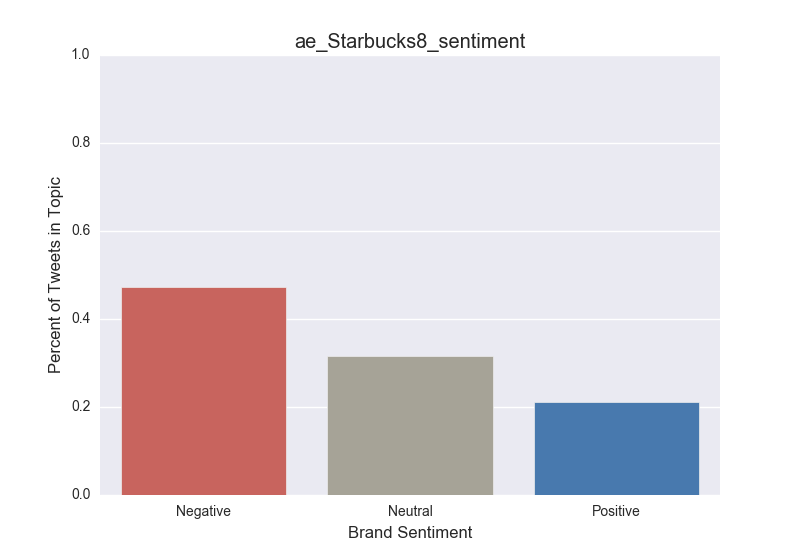 ae_Starbucks8_sentiment
1.0
0.8
0.6
0.4
0.2
0.0
Percent of Tweets in Topic
Negative
Neutral
Positive
Brand Sentiment